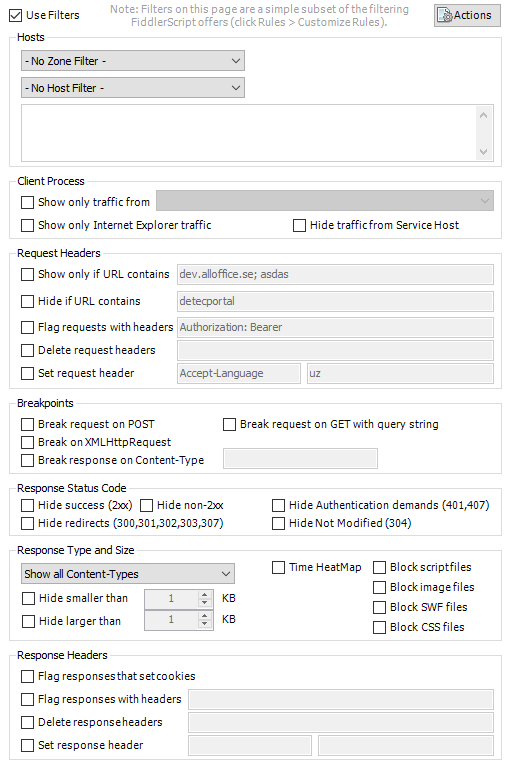 Use Filters
Note: Filters on this page are a simple subset of the filtering
FiddlerScript offers (click Rules > Customize Rules).
Actions
Hosts
- No Zone Filter -
- No Host Filter -
Client Process
Show only traffic from
Show only Internet Explorer traffic
Hide traffic from Service Host
Request Headers
Show only if URL contains
dev.alloffice.se; asdas
Hide if URL contains
detecportal
Flag requests with headers
Authorization: Bearer
Delete request headers
Set request header
Accept-Language
uz
Breakpoints
Break request on POST
Break request on GET with query string
Break on XMLHttpRequest
Break response on Content-Type
Response Status Code
Hide success (2xx)
Hide non-2xx
Hide Authentication demands (401,407)
Hide redirects (300,301,302,303,307)
Hide Not Modified (304)
Response Type and Size
Show all Content-Types
Time HeatMap
Block script files
Block image files
Hide smaller than
1
KB
Block SWF files
Hide larger than
1
KB
Block CSS files
Response Headers
Flag responses that set cookies
Flag responses with headers
Delete response headers
Set response header